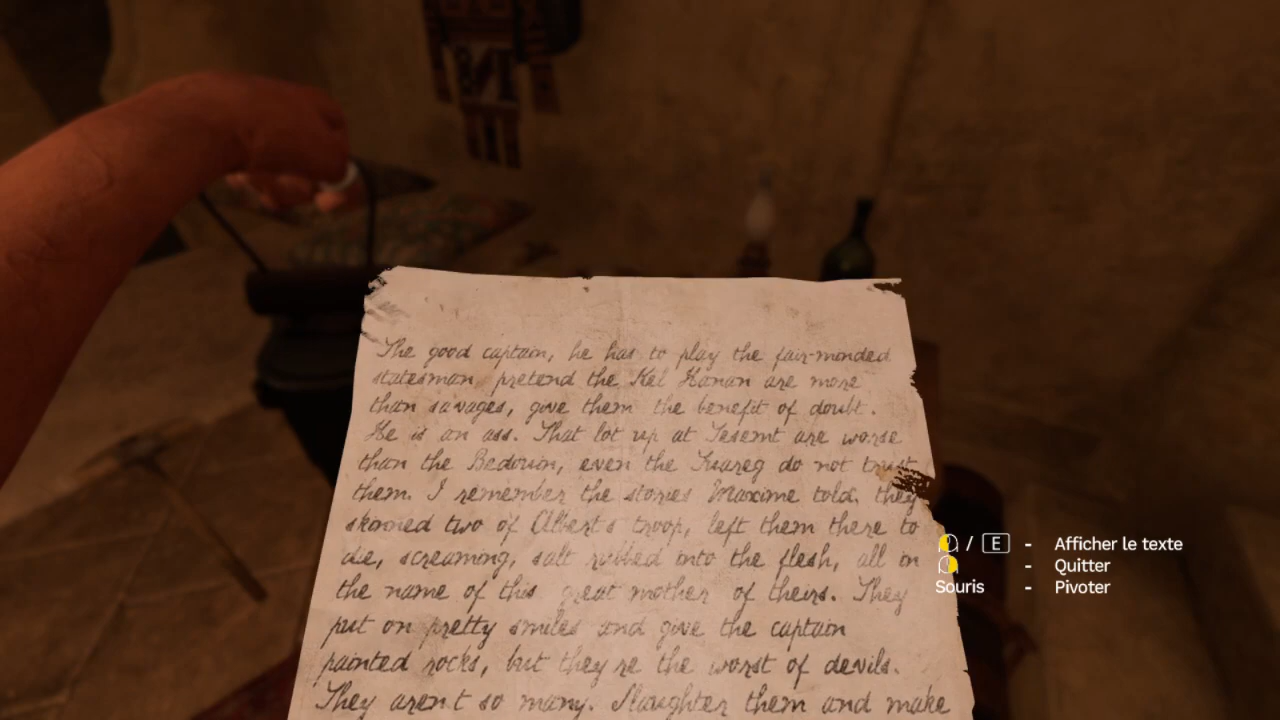 The good captain, he has to play the fair-minded
statesman, pretend the Kel Hanan are more
than savages, give them the benefit of doubt.
He is an ass. That lot up at Tesemt are worse
than the Bedouin, even the Tuareg do not trust
them. I remember the stories Maxime told, they
skinned two of Albert's troop, left them there to
die, screaming, salt rubbed into the flesh, all in
the name of this great mother of theirs. They
put on pretty smiles and give the captain
painted rocks, but they're the worst of devils.
They aren't so many. Slaughter them and make
/ E - Afficher le texte
- Quitter
Souris - Pivoter